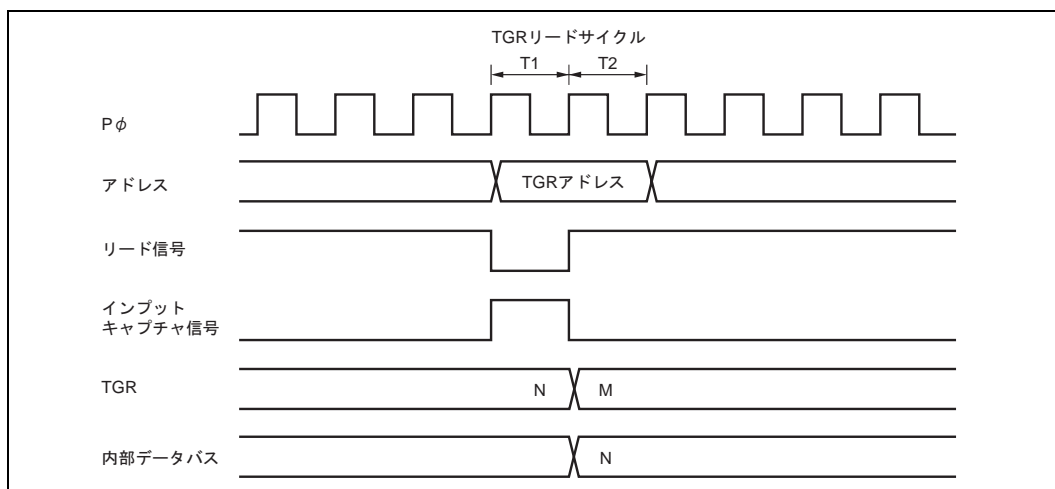 TGRリードサイクル
T1
T2
Pφ
アドレス
TGRアドレス
リード信号
インプット
キャプチャ信号
TGR
N
M
内部データバス
N